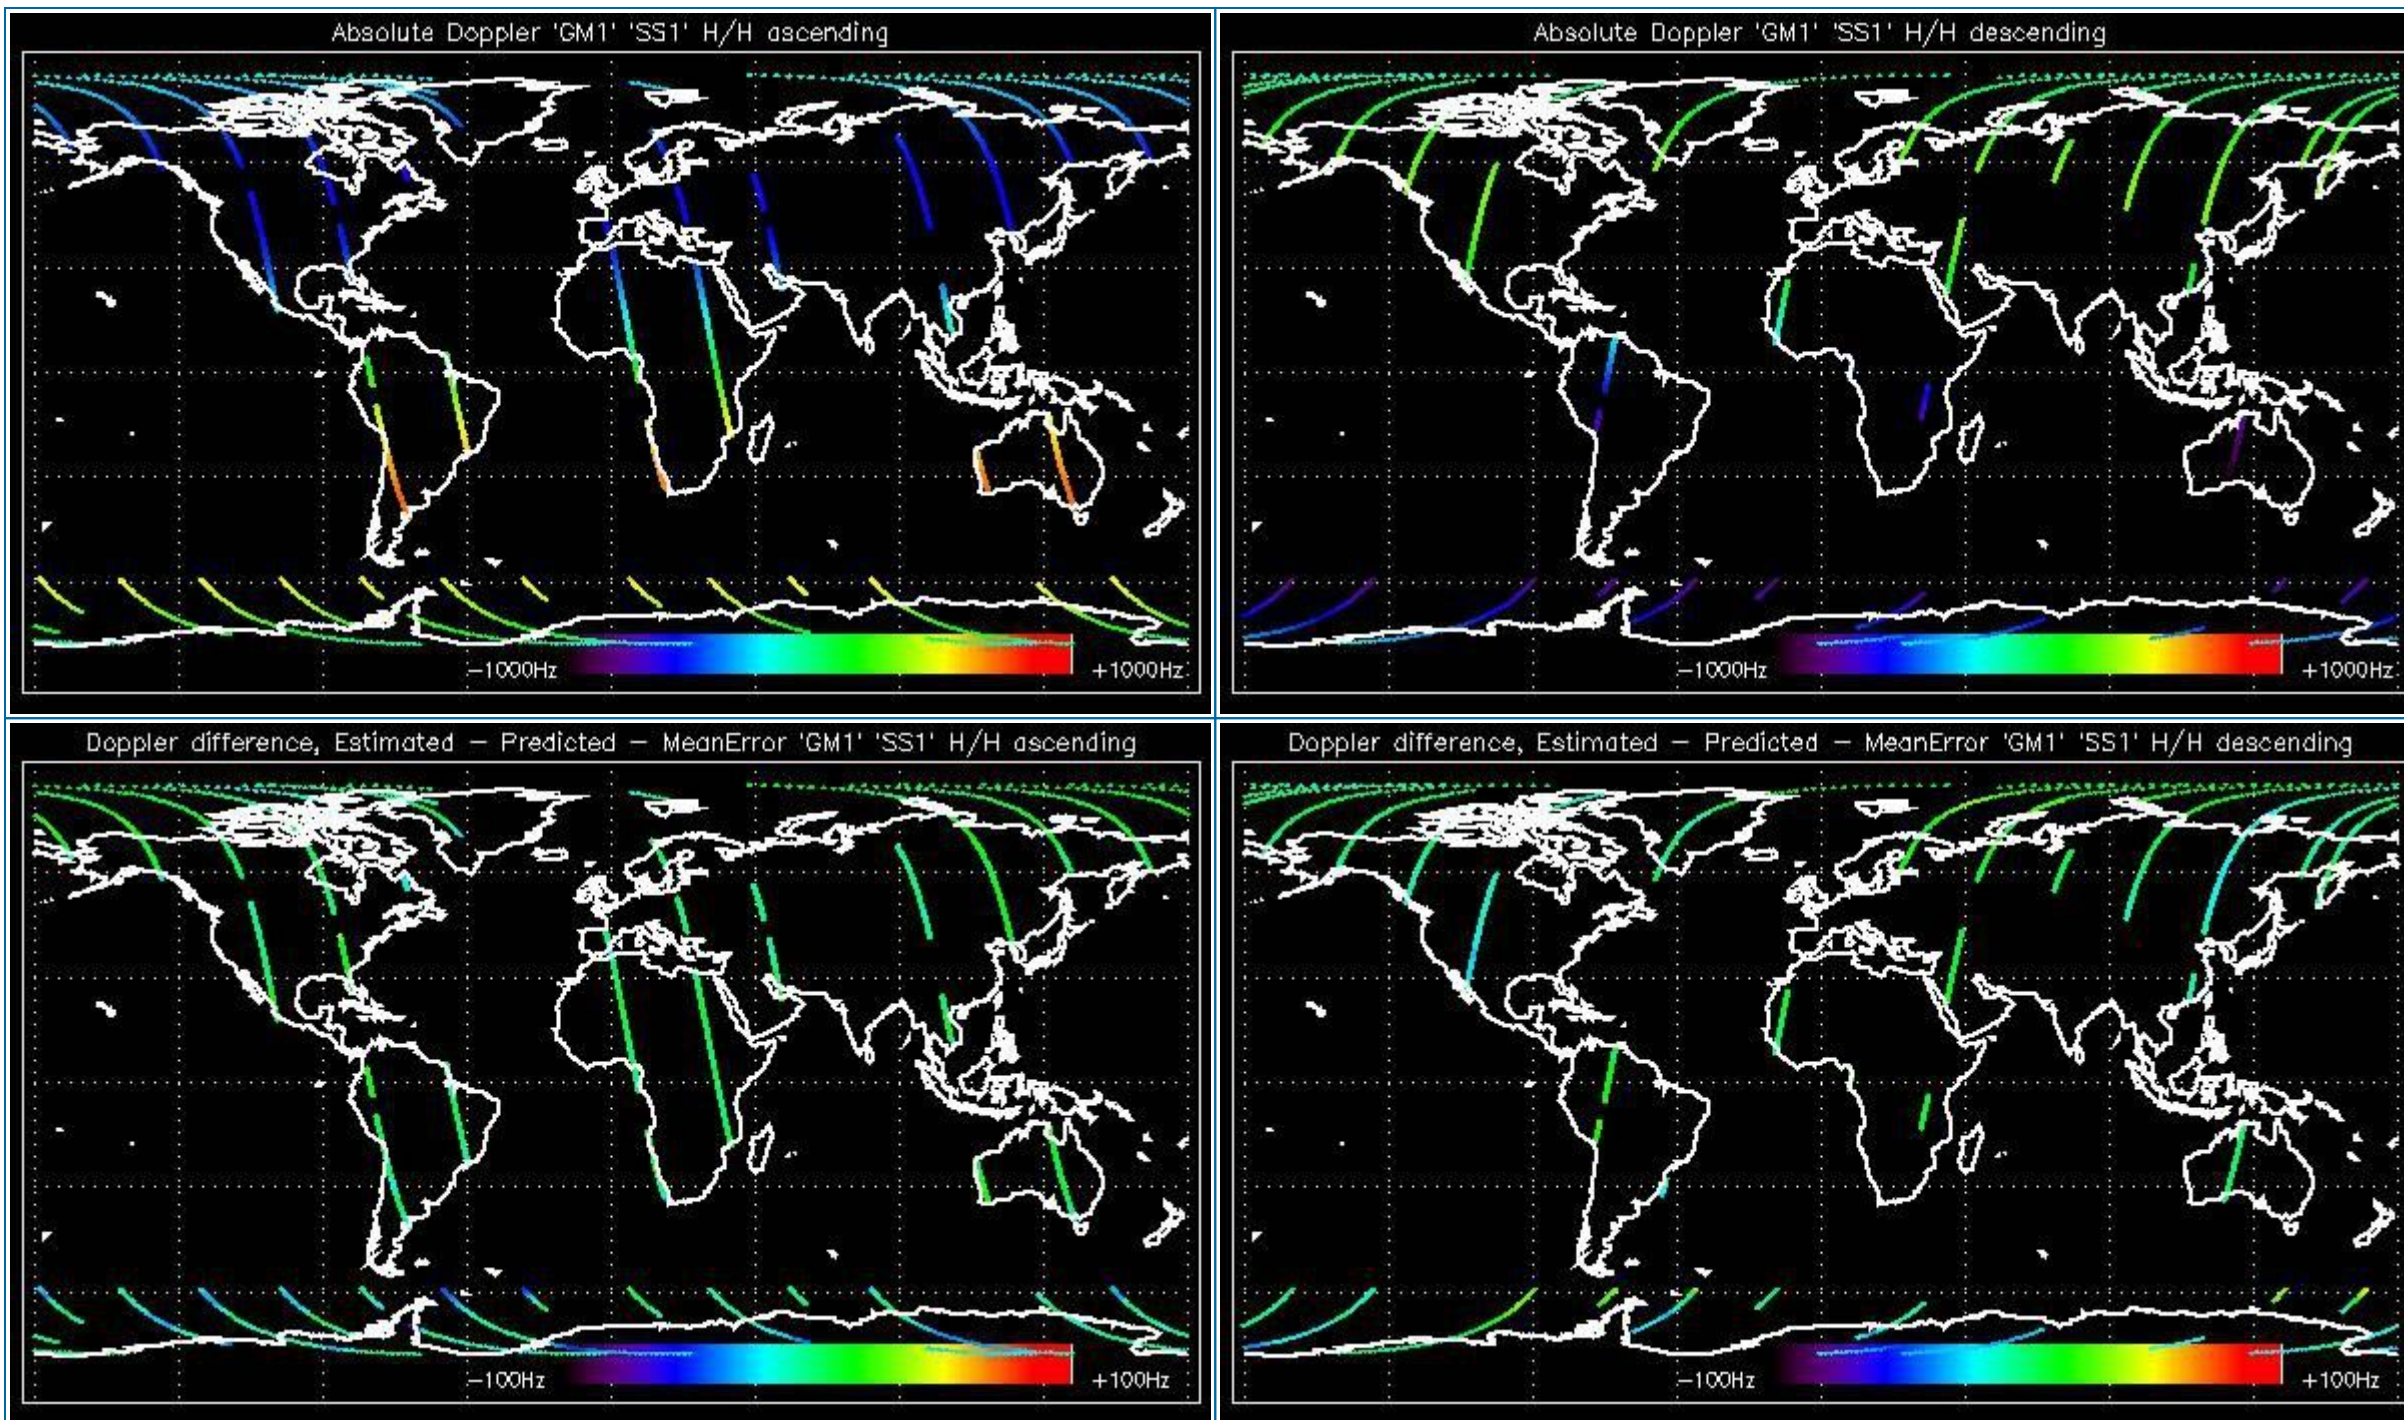 Absolute Doppler 'GM1' 'SS1' H/H ascending
-1000Hz
+1000Hz
Absolute Doppler 'GM1' 'SS1' H/H descending
-1000Hz
+1000Hz
Doppler difference, Estimated - Predicted - MeanError 'GM1' 'SS1' H/H ascending
-100Hz
+100Hz
Doppler difference, Estimated - Predicted - MeanError 'GM1' 'SS1' H/H descending
-100Hz
+100Hz